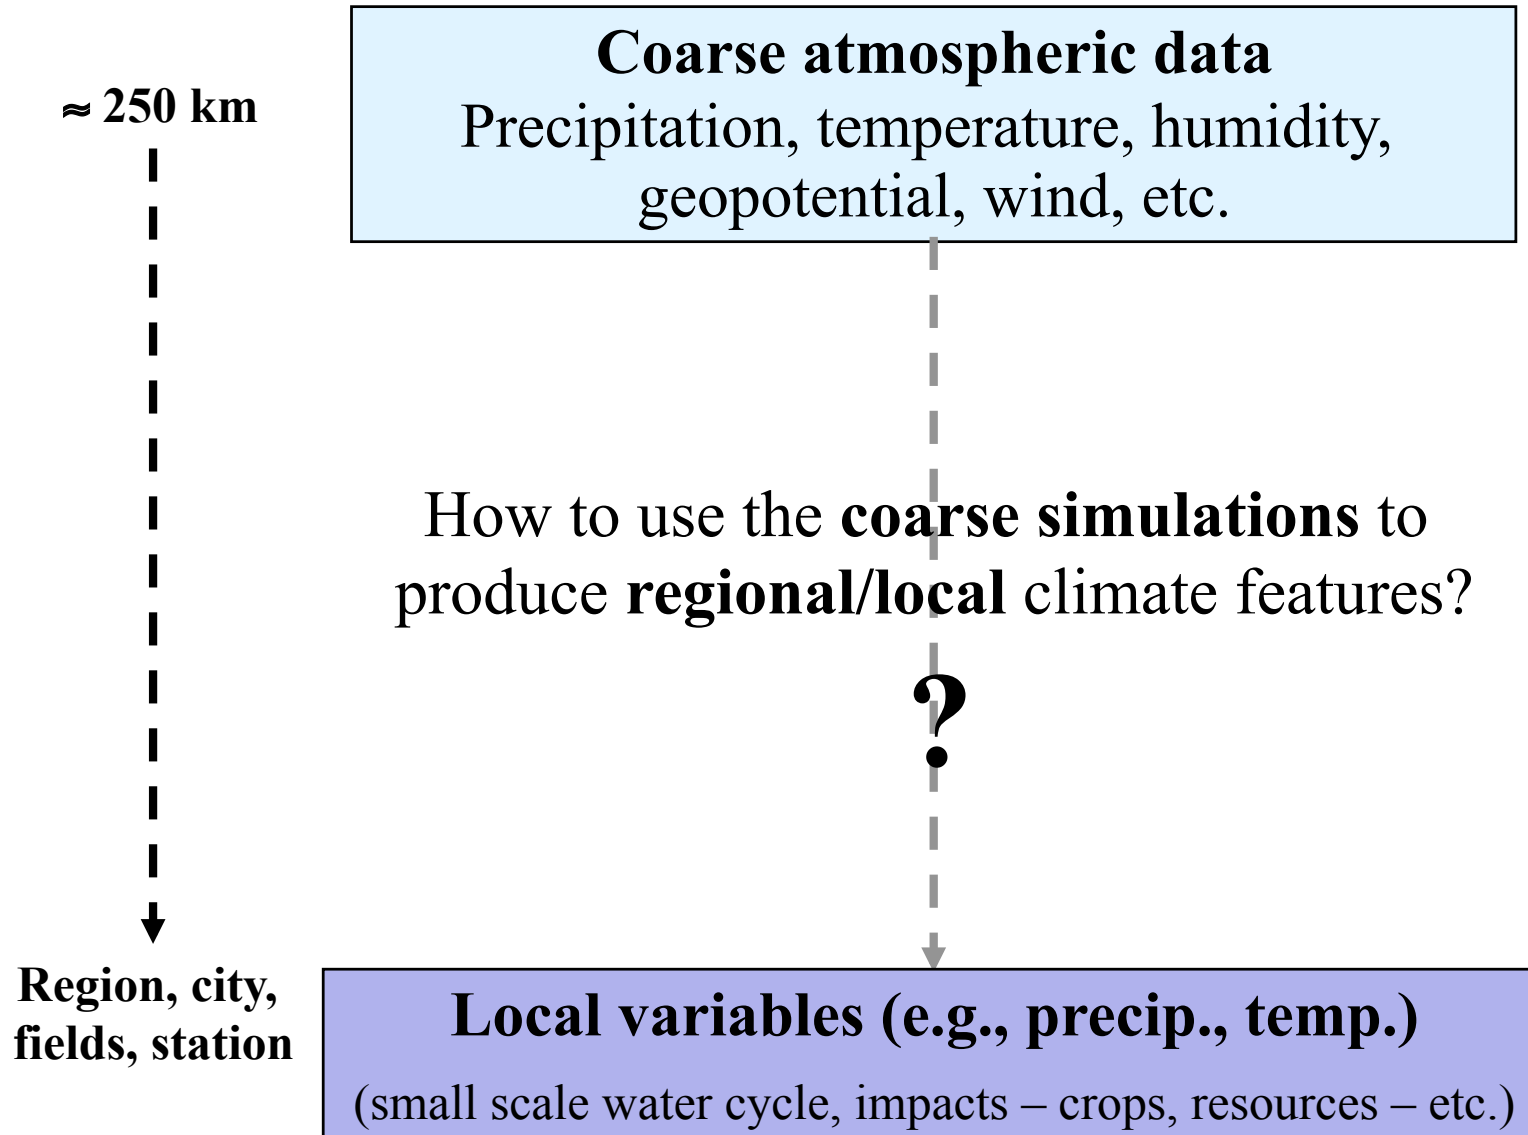 Coarse atmospheric data
Precipitation, temperature, humidity,
geopotential, wind, etc.
≈ 250 km
How to use the coarse simulations to
produce regional/local climate features?
?
Region, city,
fields, station
Local variables (e.g., precip., temp.)
(small scale water cycle, impacts – crops, resources – etc.)